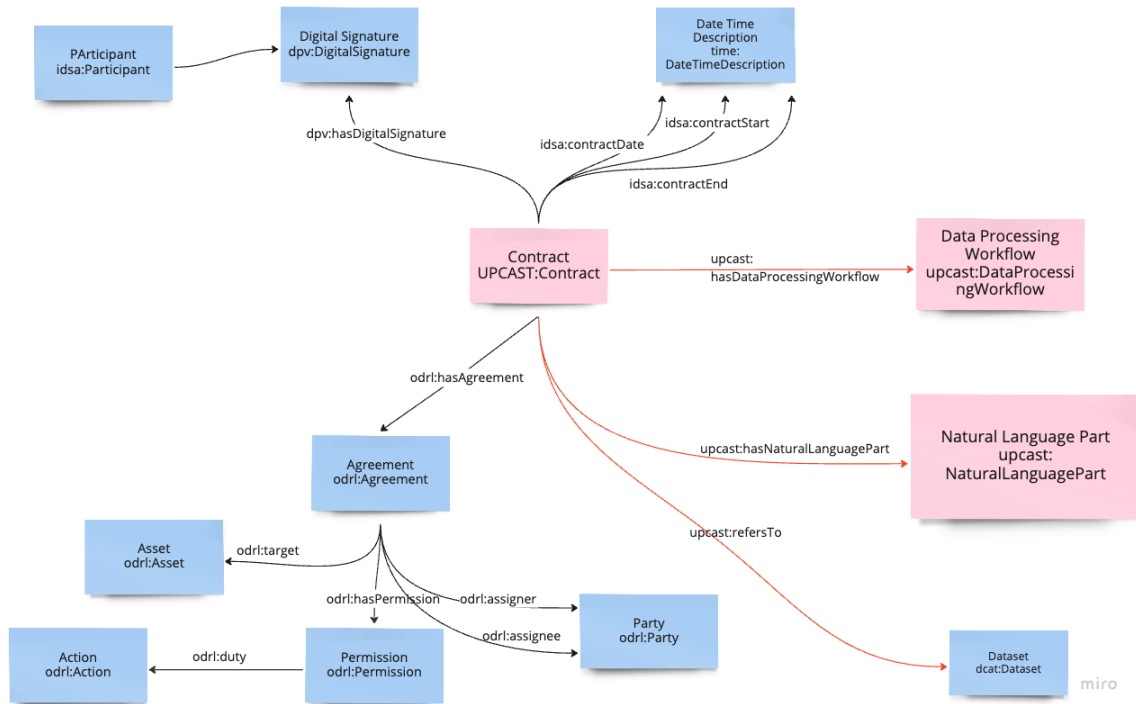 PArticipant
idsa:Participant
Digital Signature
dpv:DigitalSignature
Date Time
Description
time:
DateTimeDescription
dpv:hasDigitalSignature
idsa:contractDate
idsa:contractStart
idsa:contractEnd
Contract
UPCAST:Contract
upcast:
hasDataProcessingWorkflow
Data Processing
Workflow
upcast:DataProcessi
ngWorkflow
odrl:hasAgreement
upcast:hasNaturalLanguagePart
Natural Language Part
upcast:
NaturalLanguagePart
Agreement
odrl:Agreement
upcast:refersTo
Asset
odrl:Asset
odrl:target
odrl:hasPermission
odrl:assigner
odrl:assignee
Party
odrl:Party
Action
odrl:Action
odrl:duty
Permission
odrl:Permission
Dataset
dcat:Dataset
miro